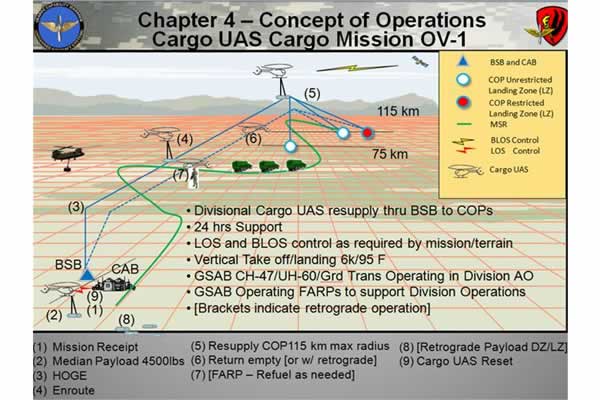 Chapter 4 – Concept of Operations
Cargo UAS Cargo Mission OV-1
BSB and CAB
COP Unrestricted
Landing Zone (LZ)
COP Restricted
Landing Zone (LZ)
MSR
BLOS Control
LOS Control
Cargo UAS
(5)
115 km
(4)
(6)
75 km
(7)
(3)
BSB
CAB
(9)
(2)
(1)
(8)
• Divisional Cargo UAS resupply thru BSB to COPs
• 24 hrs Support
• LOS and BLOS control as required by mission/terrain
• Vertical Take off/landing 6k/95 F
• GSAB CH-47/UH-60/Grd Trans Operating in Division AO
• GSAB Operating FARPs to support Division Operations
• [Brackets indicate retrograde operation]
(1) Mission Receipt
(2) Median Payload 4500lbs
(3) HOGE
(4) Enroute
(5) Resupply COP115 km max radius
(6) Return empty [or w/ retrograde]
(7) [FARP – Refuel as needed]
(8) [Retrograde Payload DZ/LZ]
(9) Cargo UAS Reset